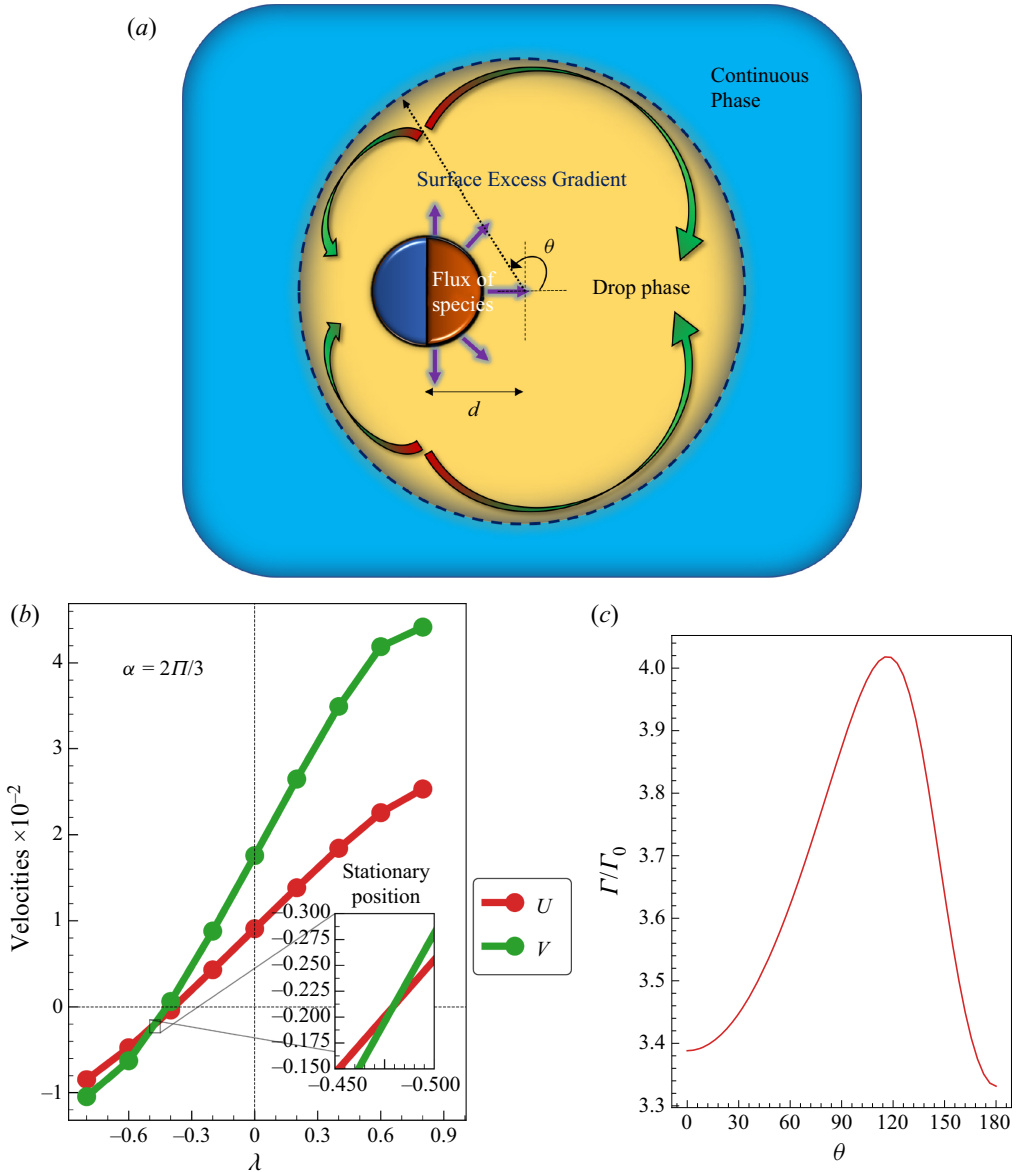 (a)
Continuous
Phase
Surface Excess Gradient
θ
Flux of
species
Drop phase
d
(b)
α = 2Π/3
Velocities ×10⁻²
4
3
2
1
0
−1
−0.6
−0.3
0
0.3
0.6
0.9
λ
Stationary
position
−0.300
−0.275
−0.250
−0.225
−0.200
−0.175
−0.150
−0.450
−0.500
U
V
(c)
Γ/Γ₀
4.0
3.9
3.8
3.7
3.6
3.5
3.4
3.3
0
30
60
90
120
150
180
θ